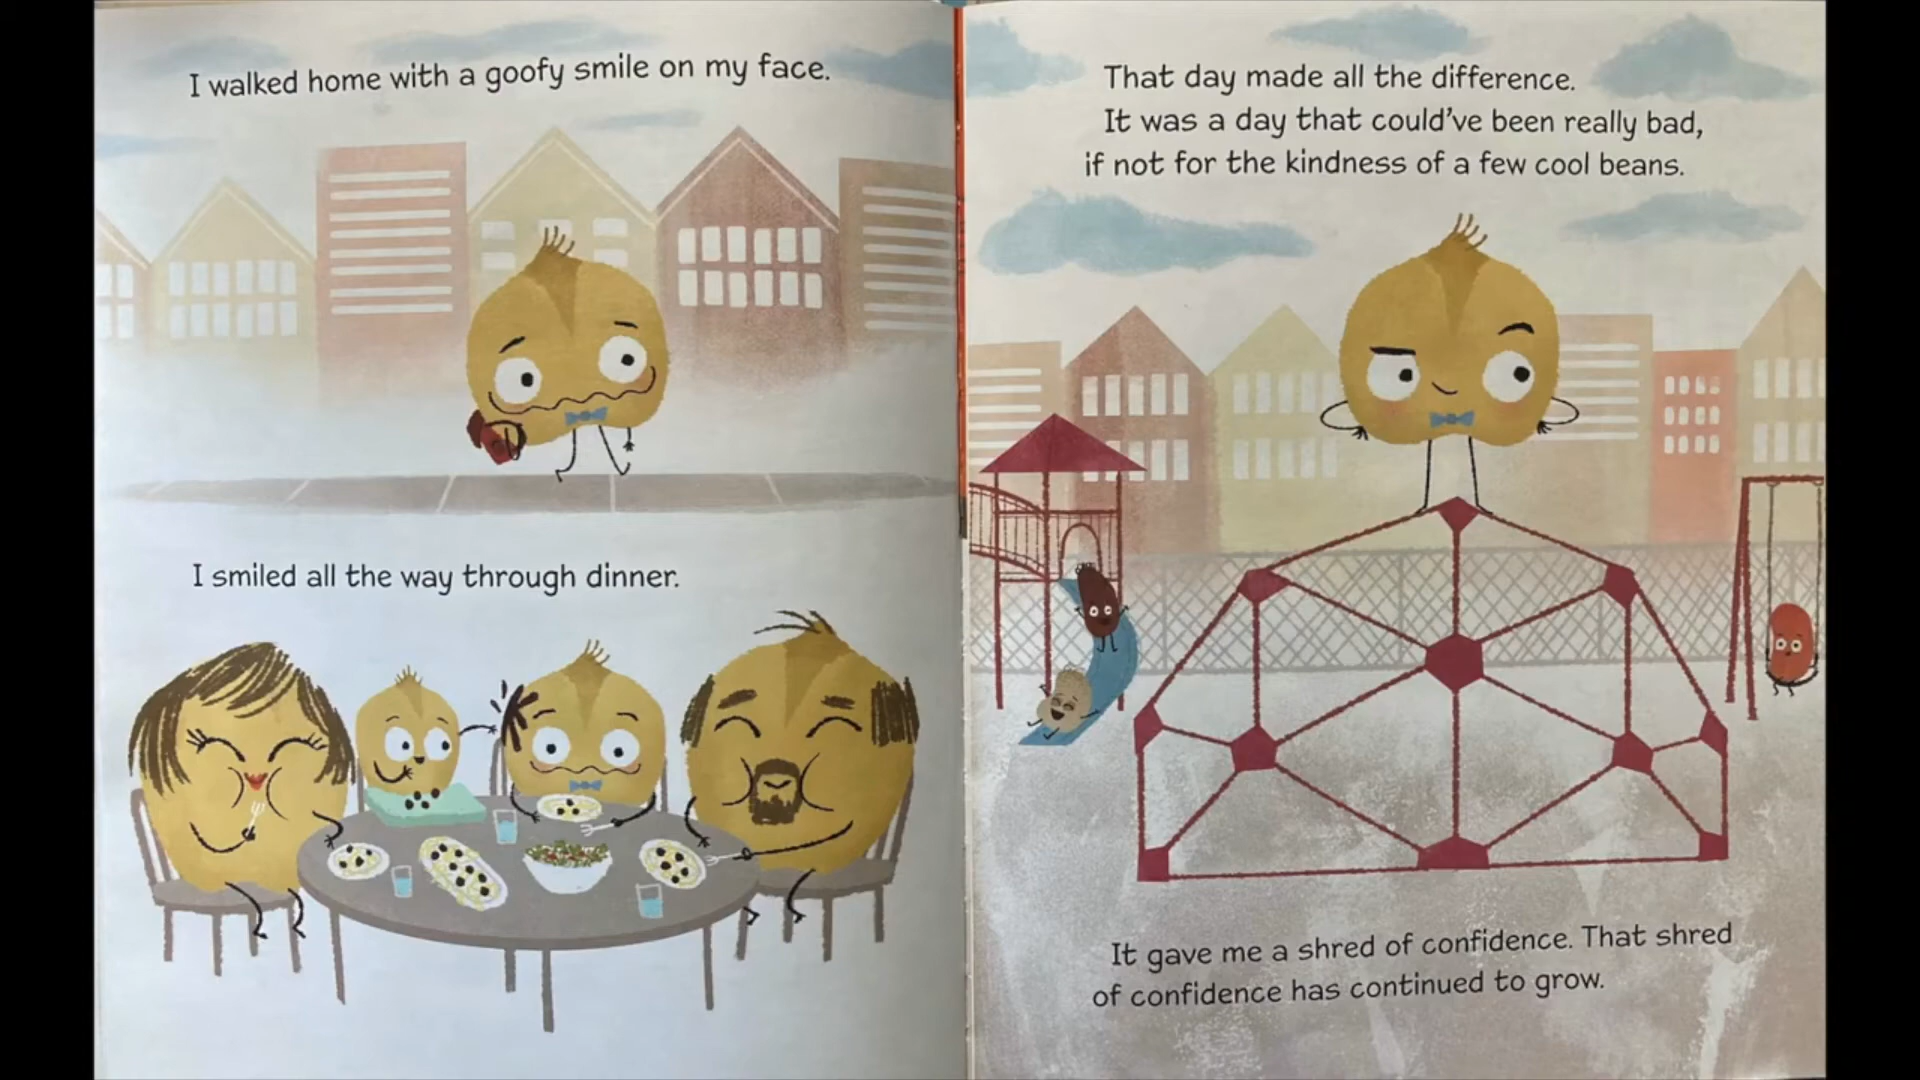 I walked home with a goofy smile on my face.
I smiled all the way through dinner.
That day made all the difference.
It was a day that could've been really bad,
if not for the kindness of a few cool beans.
It gave me a shred of confidence. That shred
of confidence has continued to grow.